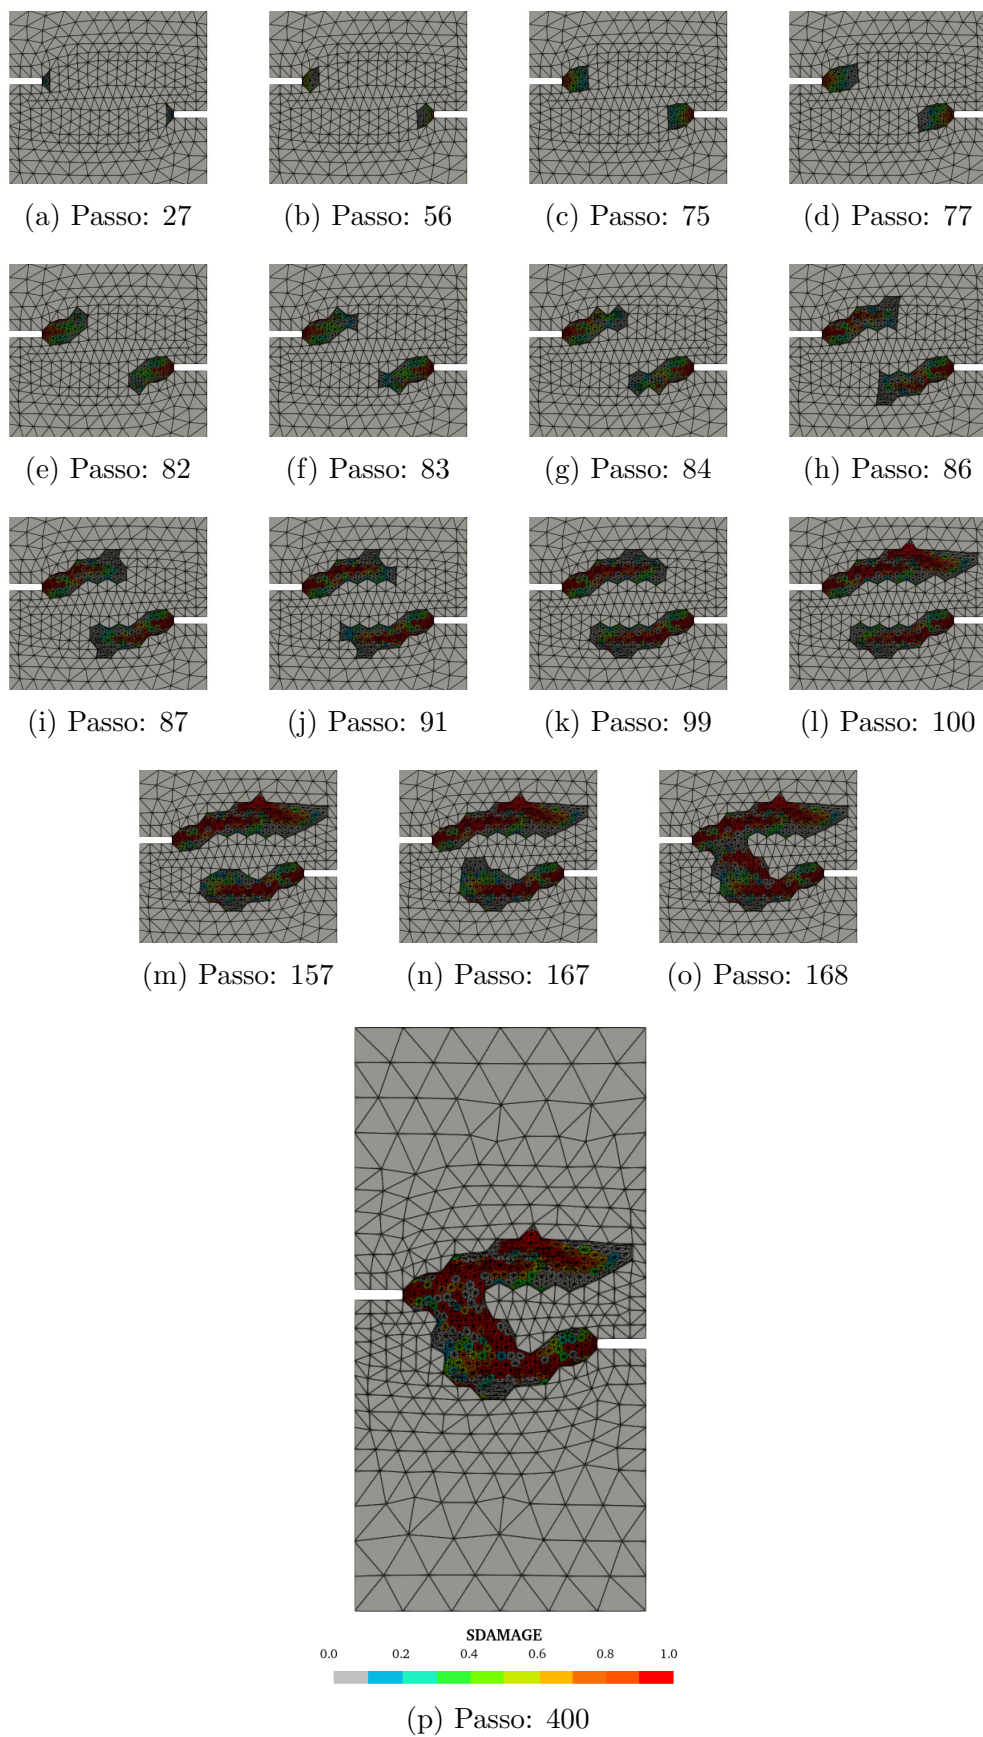 (a) Passo: 27
(b) Passo: 56
(c) Passo: 75
(d) Passo: 77
(e) Passo: 82
(f) Passo: 83
(g) Passo: 84
(h) Passo: 86
(i) Passo: 87
(j) Passo: 91
(k) Passo: 99
(l) Passo: 100
(m) Passo: 157
(n) Passo: 167
(o) Passo: 168
SDAMAGE
0.0 0.2 0.4 0.6 0.8 1.0
(p) Passo: 400